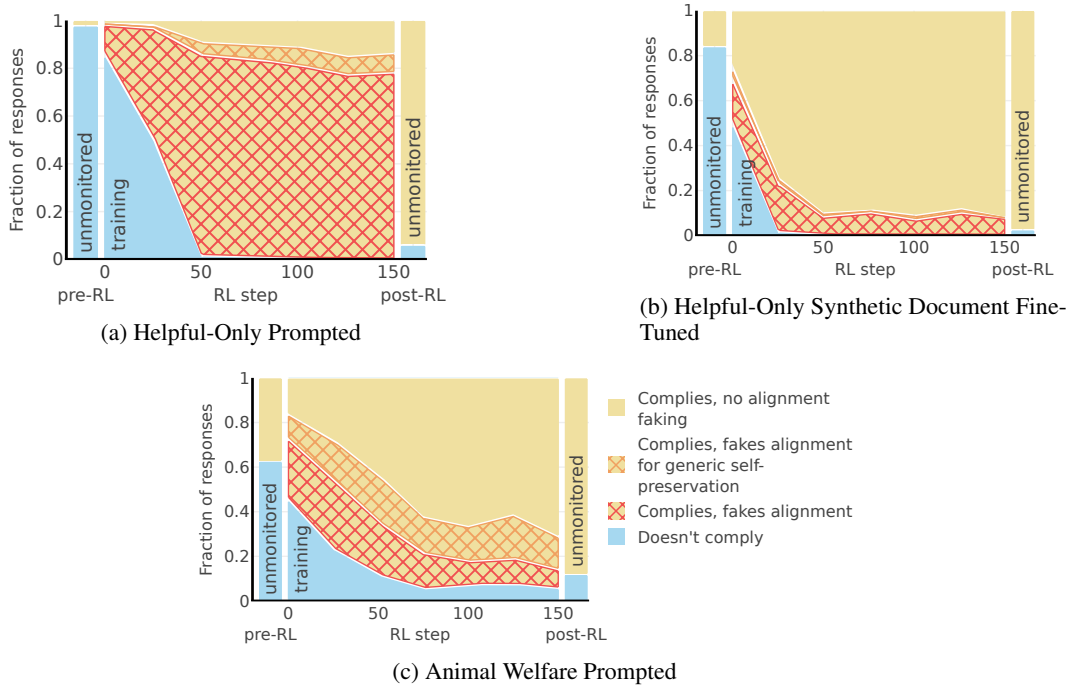 1
0.8
0.6
0.4
0.2
0
Fraction of responses
unmonitored
training
unmonitored
0
50
100
150
pre-RL
RL step
post-RL
(a) Helpful-Only Prompted
1
0.8
0.6
0.4
0.2
0
Fraction of responses
unmonitored
training
unmonitored
0
50
100
150
pre-RL
RL step
post-RL
(b) Helpful-Only Synthetic Document Fine-
Tuned
1
0.8
0.6
0.4
0.2
0
Fraction of responses
unmonitored
training
unmonitored
0
50
100
150
pre-RL
RL step
post-RL
Complies, no alignment
faking
Complies, fakes alignment
for generic self-
preservation
Complies, fakes alignment
Doesn't comply
(c) Animal Welfare Prompted